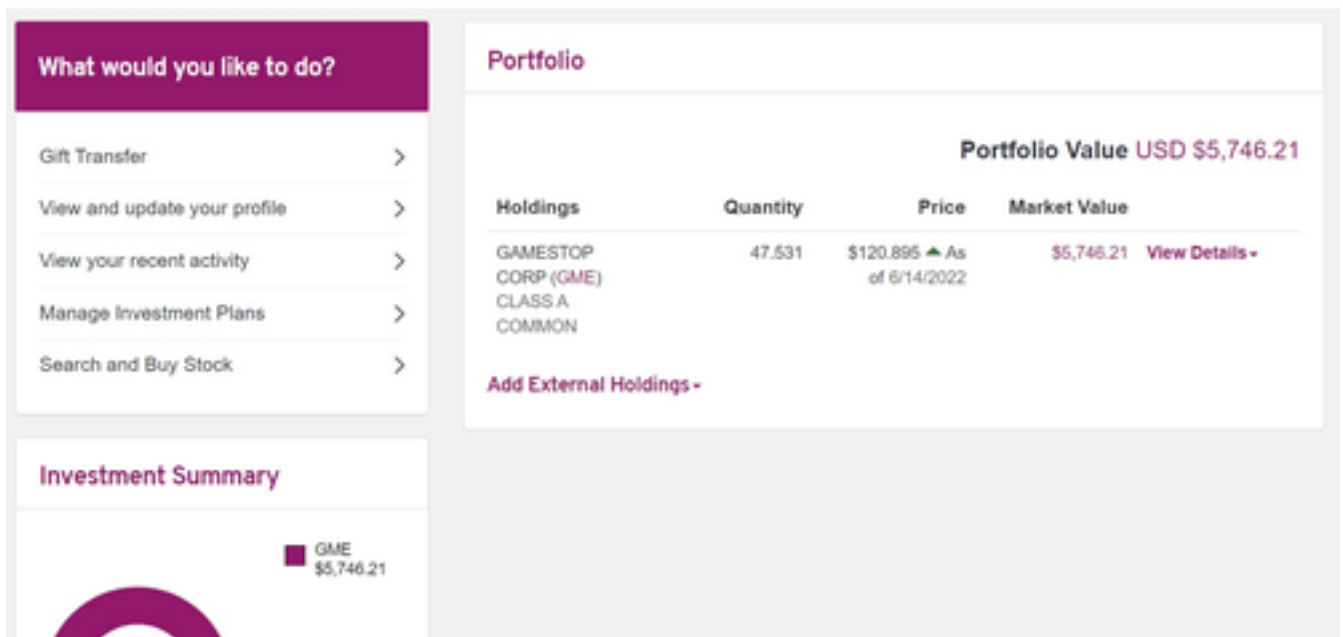 What would you like to do?
Gift Transfer
View and update your profile
View your recent activity
Manage Investment Plans
Search and Buy Stock
Investment Summary
GME
$5,746.21
Portfolio
Portfolio Value USD $5,746.21
Holdings Quantity Price Market Value
GAMESTOP 47.531 $120.895 As $5,746.21 View Details
CORP (GME) of 6/14/2022
CLASS A
COMMON
Add External Holdings